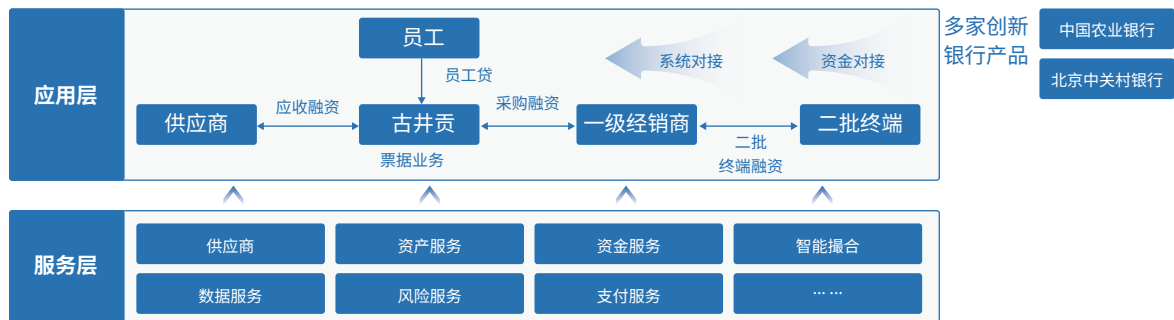 应用层
员工
员工贷
系统对接
资金对接
供应商
应收融资
古井贡
采购融资
一级经销商
二批
终端融资
二批终端
票据业务
多家创新
银行产品
中国农业银行
北京中关村银行
服务层
供应商
资产服务
资金服务
智能撮合
数据服务
风险服务
支付服务
... ...